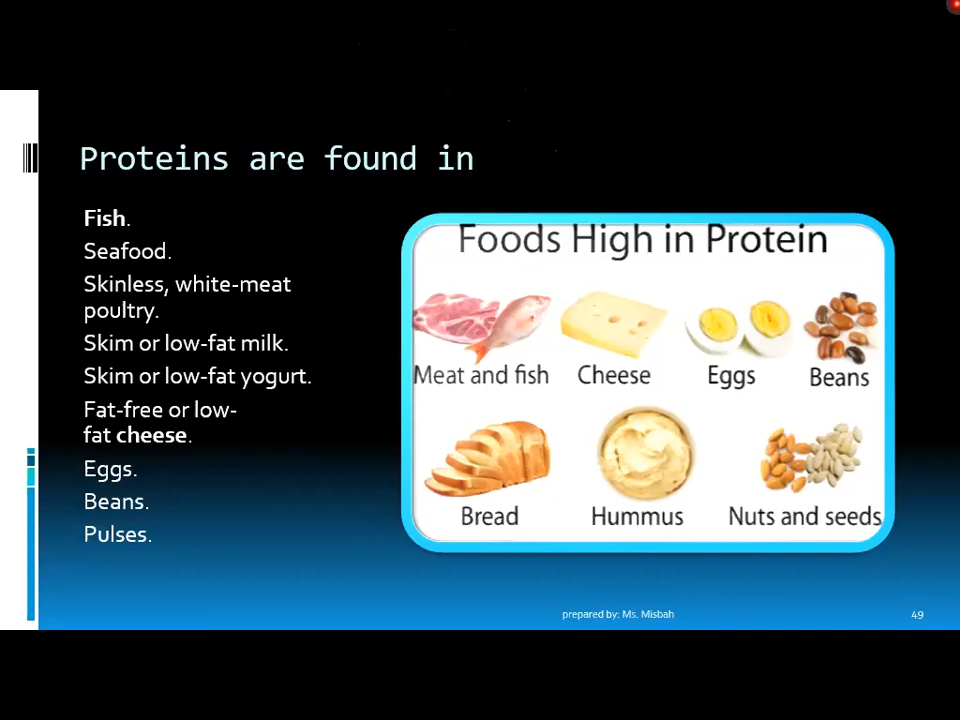 Proteins are found in
Fish.
Seafood.
Skinless, white-meat
poultry.
Skim or low-fat milk.
Skim or low-fat yogurt.
Fat-free or low-
fat cheese.
Eggs.
Beans.
Pulses.
Foods High in Protein
Meat and fish
Cheese
Eggs
Beans
Bread
Hummus
Nuts and seeds
prepared by: Ms. Misbah
49